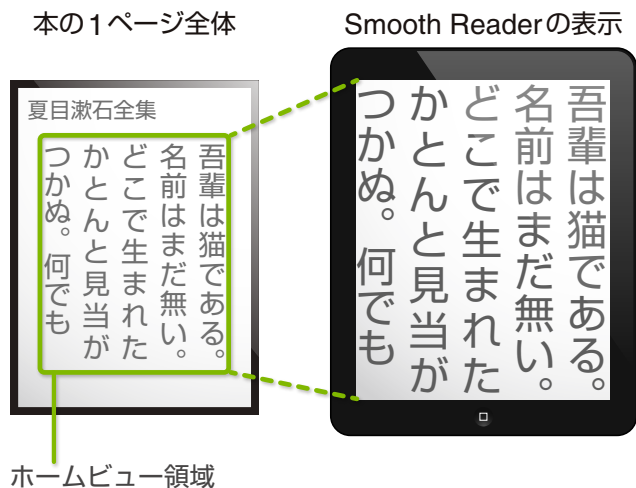 本の1ページ全体
夏目漱石全集
吾輩は猫である。
名前はまだ無い。
どこで生まれた
かとんと見当が
つかぬ。何でも
ホームビュー領域
Smooth Readerの表示
吾輩は猫である。
名前はまだ無い。
どこで生まれた
かとんと見当が
つかぬ。何でも